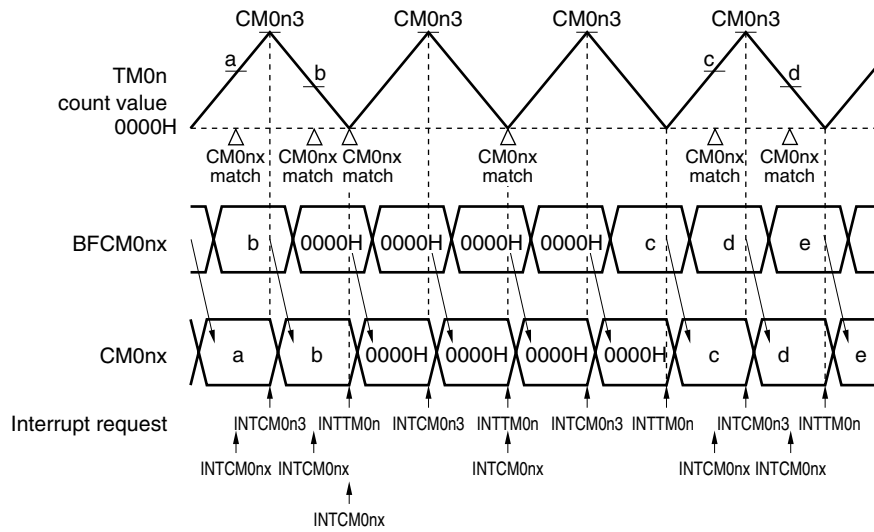 CM0n3 CM0n3 CM0n3 CM0n3
a b c d
TM0n
count value
0000H
CM0nx CM0nx CM0nx CM0nx CM0nx CM0nx
match match match match match match
BFCM0nx b 0000H 0000H 0000H 0000H c d e
CM0nx a b 0000H 0000H 0000H 0000H c d e
Interrupt request INTCM0n3 INTTM0n INTCM0n3 INTTM0n INTCM0n3 INTTM0n INTCM0n3 INTTM0n
INTCM0nx INTCM0nx INTCM0nx INTCM0nx INTCM0nx
INTCM0nx